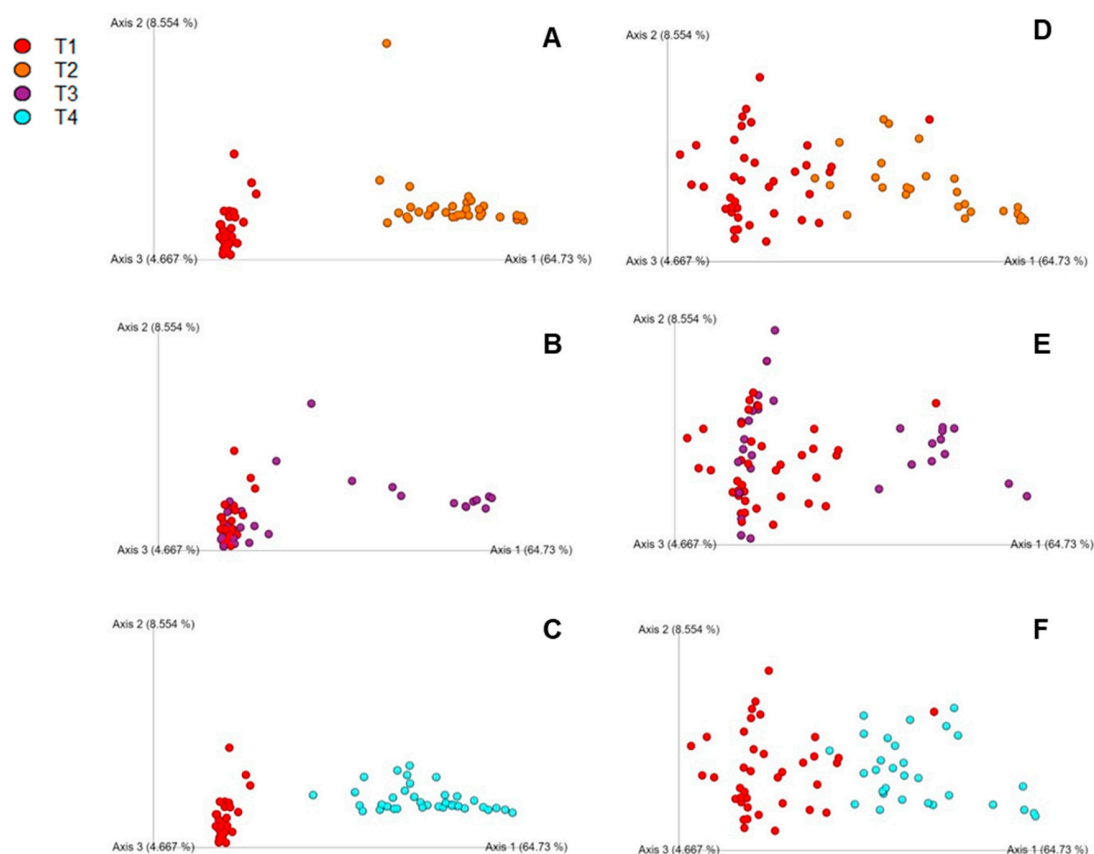 T1
T2
T3
T4
Axis 2 (8.554 %)
A
Axis 3 (4.667 %)
Axis 1 (64.73 %)
Axis 2 (8.554 %)
D
Axis 3 (4.667 %)
Axis 1 (64.73 %)
Axis 2 (8.554 %)
B
Axis 3 (4.667 %)
Axis 1 (64.73 %)
Axis 2 (8.554 %)
E
Axis 3 (4.667 %)
Axis 1 (64.73 %)
Axis 2 (8.554 %)
C
Axis 3 (4.667 %)
Axis 1 (64.73 %)
Axis 2 (8.554 %)
F
Axis 3 (4.667 %)
Axis 1 (64.73 %)